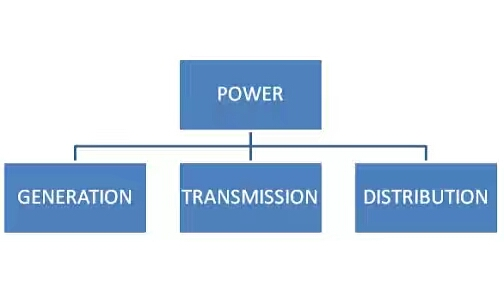 POWER
GENERATION
TRANSMISSION
DISTRIBUTION